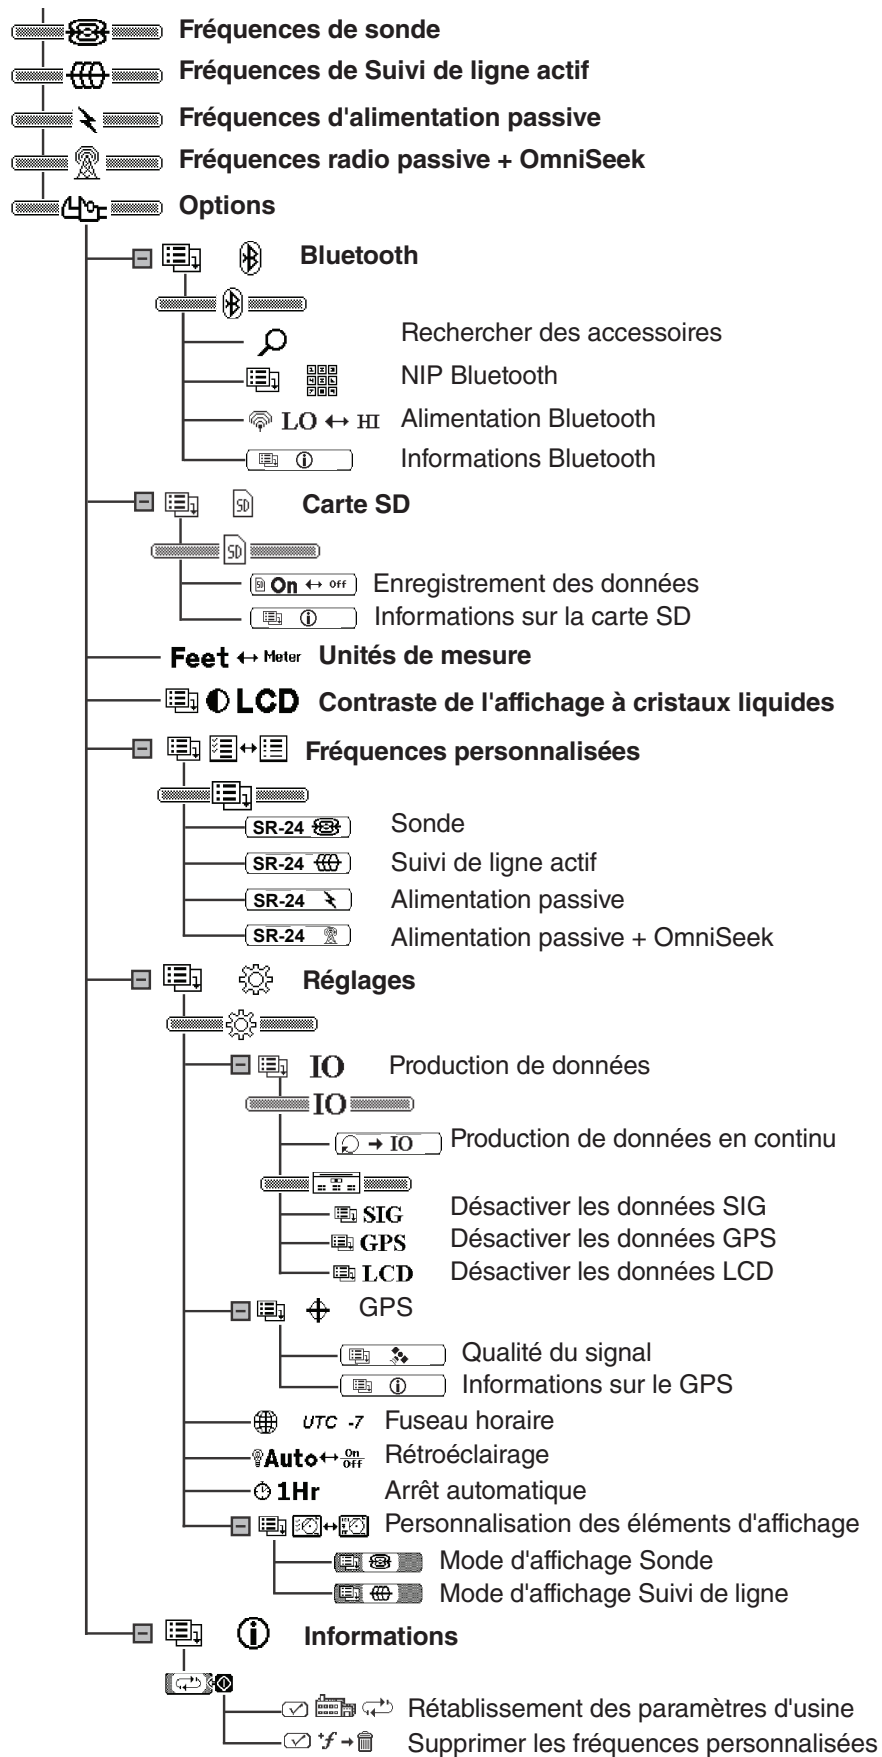 Fréquences de sonde
Fréquences de Suivi de ligne actif
Fréquences d'alimentation passive
Fréquences radio passive + OmniSeek
Options
Bluetooth
Rechercher des accessoires
NIP Bluetooth
LO ↔ HI Alimentation Bluetooth
Informations Bluetooth
SD Carte SD
SD
SD On ↔ Off Enregistrement des données
Informations sur la carte SD
Feet ↔ Meter Unités de mesure
LCD Contraste de l'affichage à cristaux liquides
Fréquences personnalisées
SR-24 Sonde
SR-24 Suivi de ligne actif
SR-24 Alimentation passive
SR-24 Alimentation passive + OmniSeek
Réglages
IO Production de données
IO
→ IO Production de données en continu
SIG Désactiver les données SIG
GPS Désactiver les données GPS
LCD Désactiver les données LCD
GPS
Qualité du signal
Informations sur le GPS
UTC -7 Fuseau horaire
Auto ↔ On Off Rétroéclairage
1Hr Arrêt automatique
Personnalisation des éléments d'affichage
Mode d'affichage Sonde
Mode d'affichage Suivi de ligne
Informations
Rétablissement des paramètres d'usine
+f → Supprimer les fréquences personnalisées